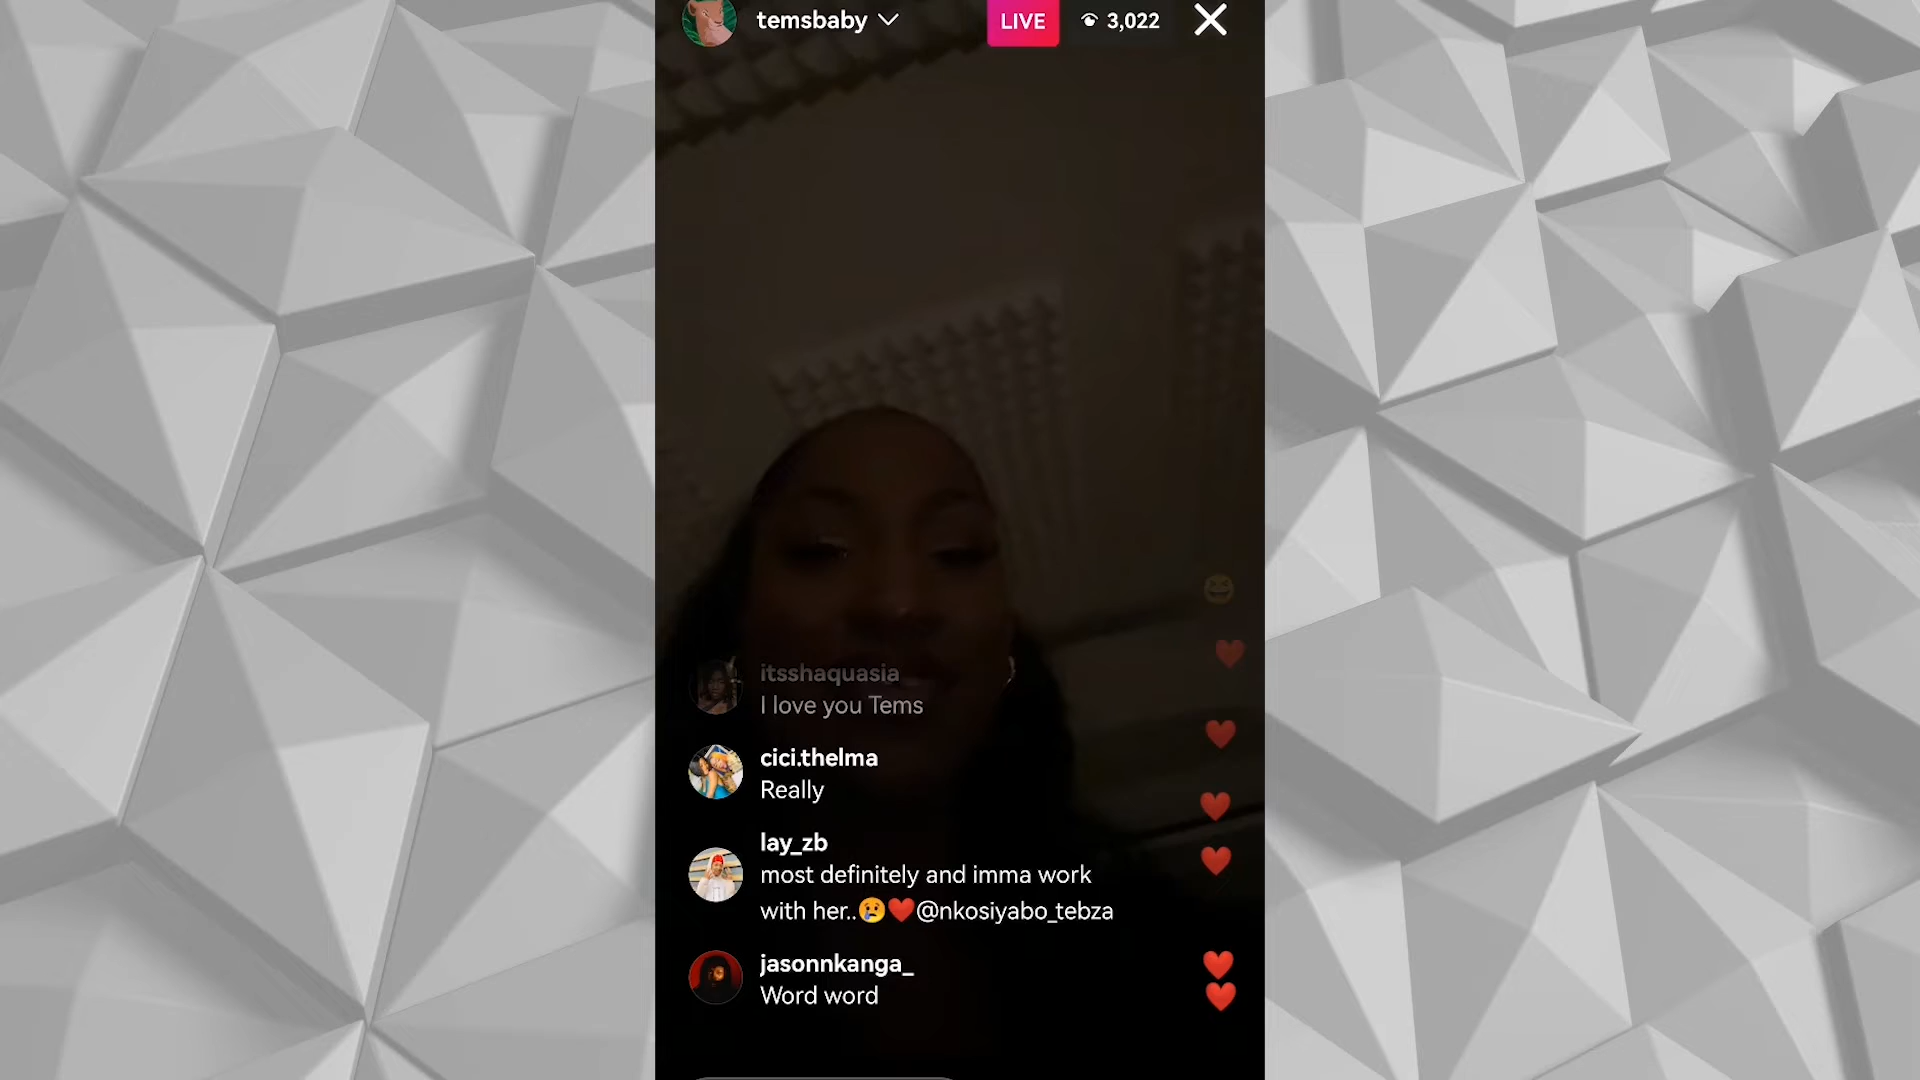 temsbaby
LIVE
3,022
itsshaquasia
I love you Tems
cici.thelma
Really
lay_zb
most definitely and imma work
with her..😢❤️@nkosiyabo_tebza
jasonnkanga_
Word word